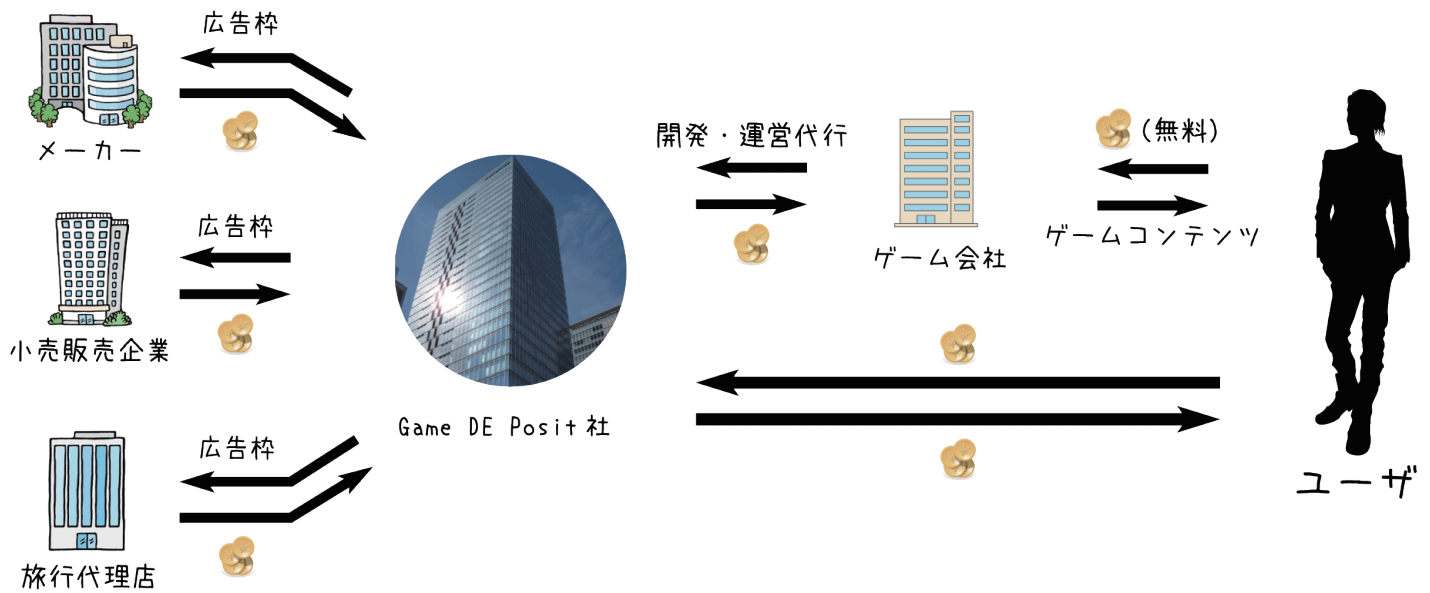 広告枠
メーカー
広告枠
小売販売企業
広告枠
旅行代理店
Game DE Posit社
開発・運営代行
ゲーム会社
(無料)
ゲームコンテンツ
ユーザ